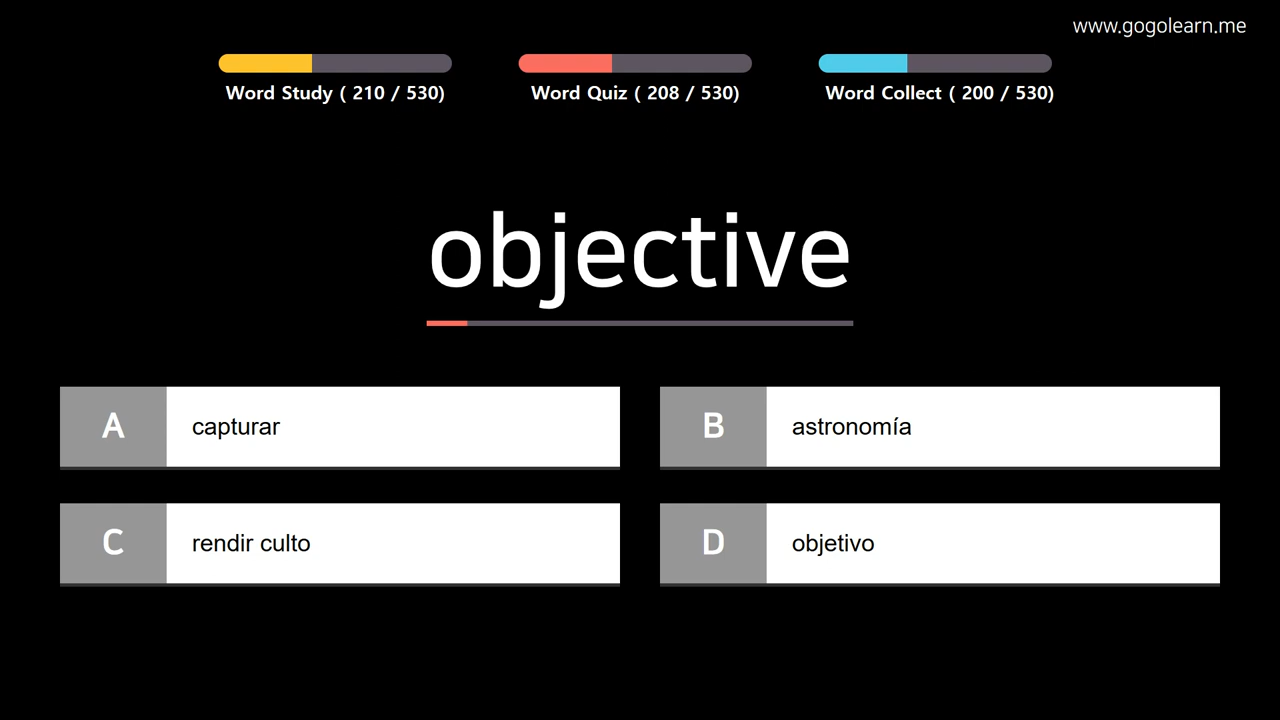 www.gogolearn.me
Word Study ( 210 / 530)
Word Quiz ( 208 / 530)
Word Collect ( 200 / 530)
objective
A capturar
B astronomía
C rendir culto
D objetivo